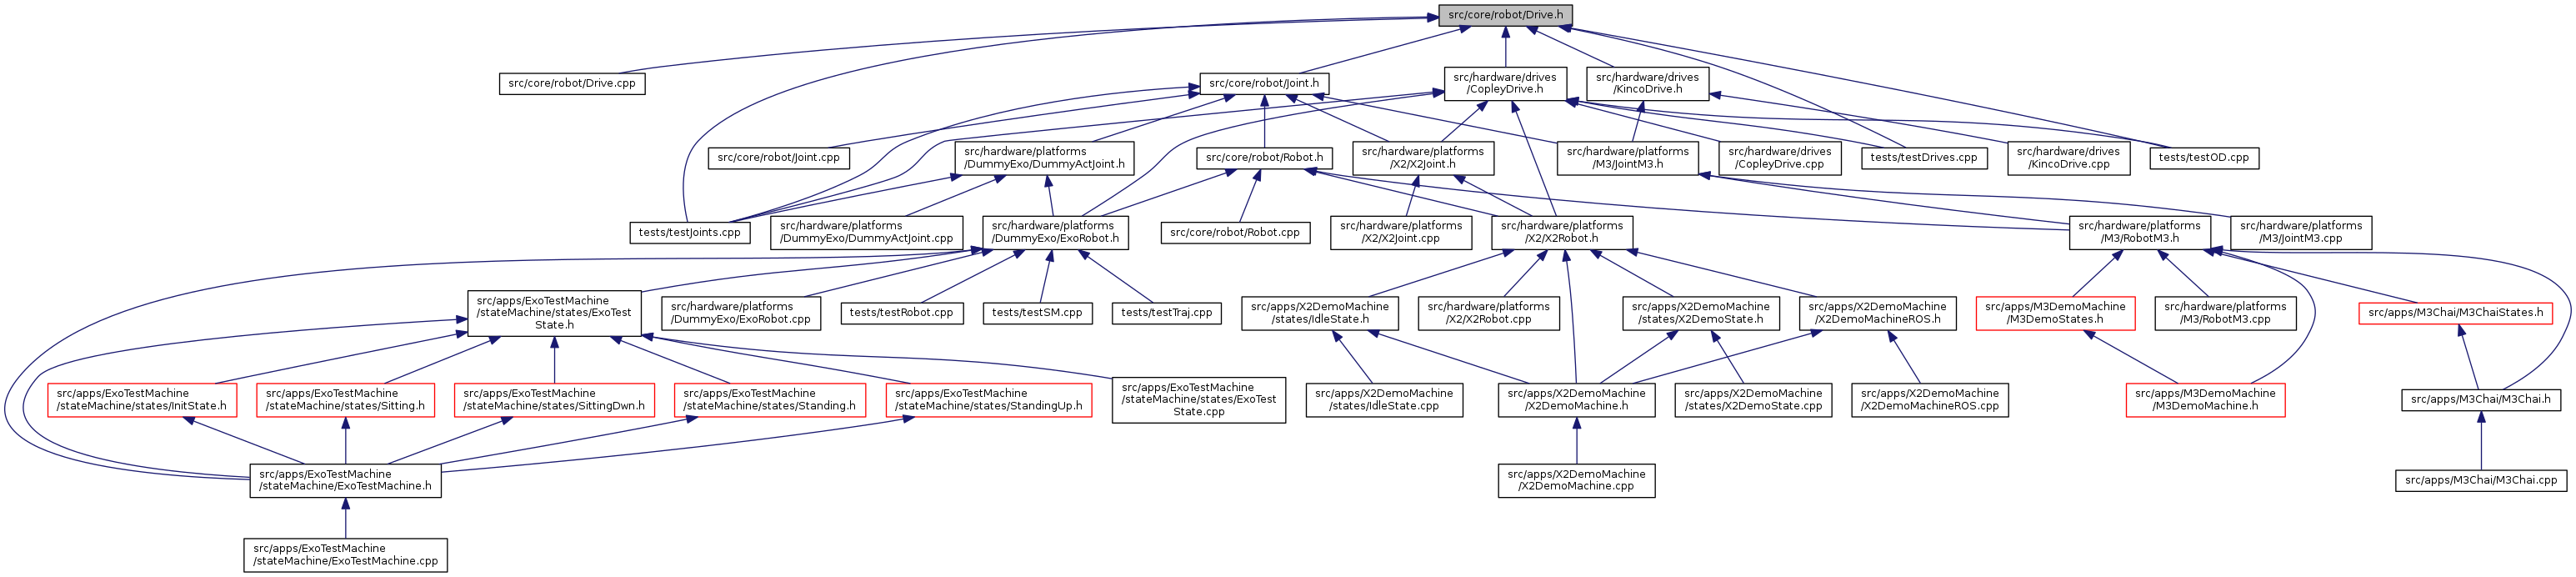 src/core/robot/Drive.h
src/core/robot/Drive.cpp
src/core/robot/Joint.h
src/hardware/drives
/CopleyDrive.h
src/hardware/drives
/KincoDrive.h
src/core/robot/Joint.cpp
src/hardware/platforms
/DummyExo/DummyActJoint.h
src/core/robot/Robot.h
src/hardware/platforms
/X2/X2Joint.h
src/hardware/platforms
/M3/JointM3.h
src/hardware/drives
/CopleyDrive.cpp
tests/testDrives.cpp
src/hardware/drives
/KincoDrive.cpp
tests/testOD.cpp
tests/testJoints.cpp
src/hardware/platforms
/DummyExo/DummyActJoint.cpp
src/hardware/platforms
/DummyExo/ExoRobot.h
src/core/robot/Robot.cpp
src/hardware/platforms
/X2/X2Joint.cpp
src/hardware/platforms
/X2/X2Robot.h
src/hardware/platforms
/M3/RobotM3.h
src/hardware/platforms
/M3/JointM3.cpp
src/apps/ExoTestMachine
/stateMachine/states/ExoTest
State.h
src/hardware/platforms
/DummyExo/ExoRobot.cpp
tests/testRobot.cpp
tests/testSM.cpp
tests/testTraj.cpp
src/apps/X2DemoMachine
/states/IdleState.h
src/hardware/platforms
/X2/X2Robot.cpp
src/apps/X2DemoMachine
/states/X2DemoState.h
src/apps/X2DemoMachine
/X2DemoMachineROS.h
src/apps/M3DemoMachine
/M3DemoStates.h
src/hardware/platforms
/M3/RobotM3.cpp
src/apps/M3Chai/M3ChaiStates.h
src/apps/ExoTestMachine
/stateMachine/states/InitState.h
src/apps/ExoTestMachine
/stateMachine/states/Sitting.h
src/apps/ExoTestMachine
/stateMachine/states/SittingDwn.h
src/apps/ExoTestMachine
/stateMachine/states/Standing.h
src/apps/ExoTestMachine
/stateMachine/states/StandingUp.h
src/apps/ExoTestMachine
/stateMachine/states/ExoTest
State.cpp
src/apps/X2DemoMachine
/states/IdleState.cpp
src/apps/X2DemoMachine
/X2DemoMachine.h
src/apps/X2DemoMachine
/states/X2DemoState.cpp
src/apps/X2DemoMachine
/X2DemoMachineROS.cpp
src/apps/M3DemoMachine
/M3DemoMachine.h
src/apps/M3Chai/M3Chai.h
src/apps/ExoTestMachine
/stateMachine/ExoTestMachine.h
src/apps/X2DemoMachine
/X2DemoMachine.cpp
src/apps/M3Chai/M3Chai.cpp
src/apps/ExoTestMachine
/stateMachine/ExoTestMachine.cpp